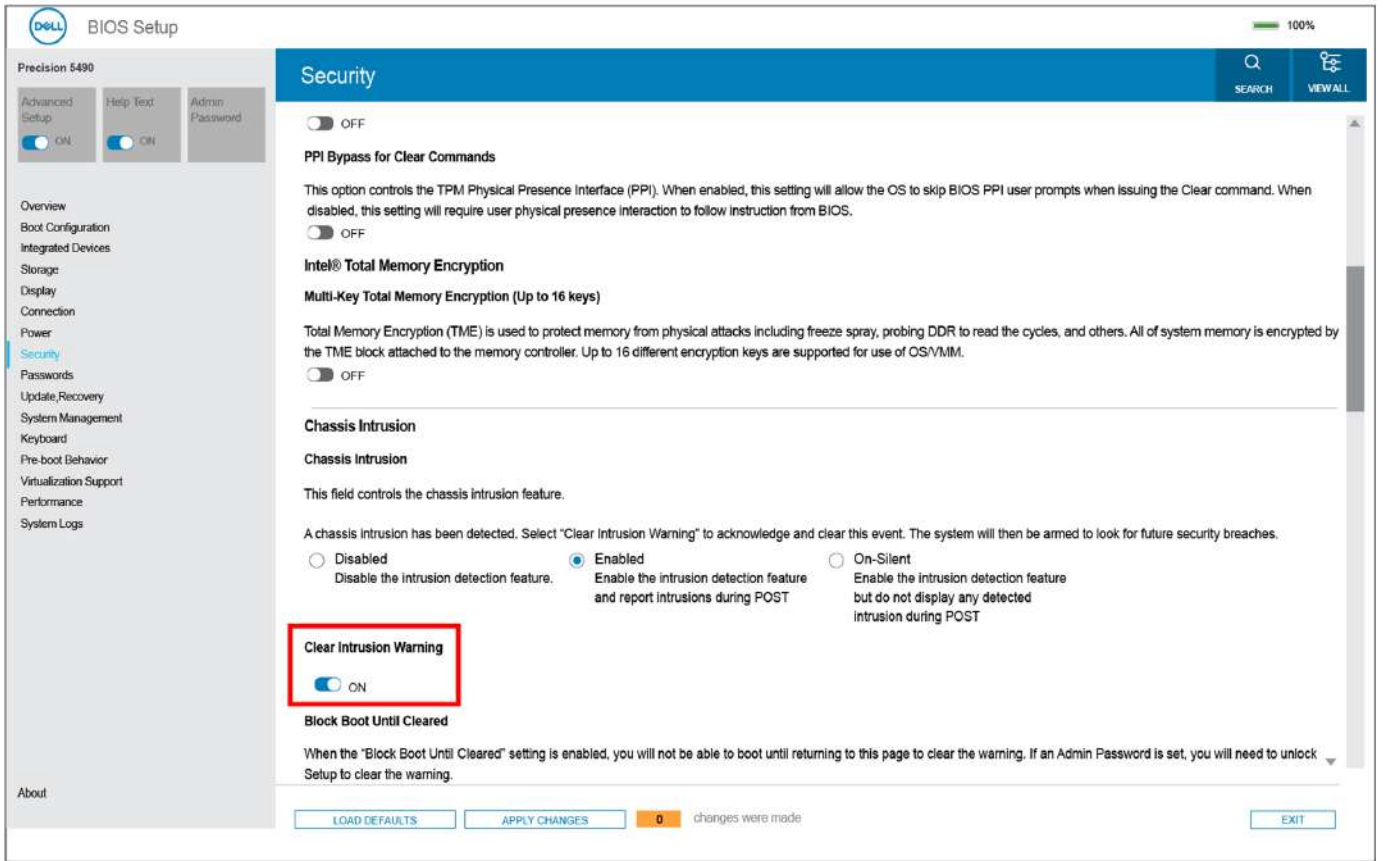 DELL
BIOS Setup
100%
Precision 5490
Advanced Setup
ON
Help Text
ON
Admin Password
Overview
Boot Configuration
Integrated Devices
Storage
Display
Connection
Power
Security
Passwords
Update,Recovery
System Management
Keyboard
Pre-boot Behavior
Virtualization Support
Performance
System Logs
About
Security
SEARCH
VIEW ALL
OFF
PPI Bypass for Clear Commands
This option controls the TPM Physical Presence Interface (PPI). When enabled, this setting will allow the OS to skip BIOS PPI user prompts when issuing the Clear command. When
disabled, this setting will require user physical presence interaction to follow instruction from BIOS.
OFF
Intel® Total Memory Encryption
Multi-Key Total Memory Encryption (Up to 16 keys)
Total Memory Encryption (TME) is used to protect memory from physical attacks including freeze spray, probing DDR to read the cycles, and others. All of system memory is encrypted by
the TME block attached to the memory controller. Up to 16 different encryption keys are supported for use of OS/VMM.
OFF
Chassis Intrusion
Chassis Intrusion
This field controls the chassis intrusion feature.
A chassis intrusion has been detected. Select "Clear Intrusion Warning" to acknowledge and clear this event. The system will then be armed to look for future security breaches.
Disabled
Disable the intrusion detection feature.
Enabled
Enable the intrusion detection feature
and report intrusions during POST
On-Silent
Enable the intrusion detection feature
but do not display any detected
intrusion during POST
Clear Intrusion Warning
ON
Block Boot Until Cleared
When the "Block Boot Until Cleared" setting is enabled, you will not be able to boot until returning to this page to clear the warning. If an Admin Password is set, you will need to unlock
Setup to clear the warning.
LOAD DEFAULTS
APPLY CHANGES
0
changes were made
EXIT